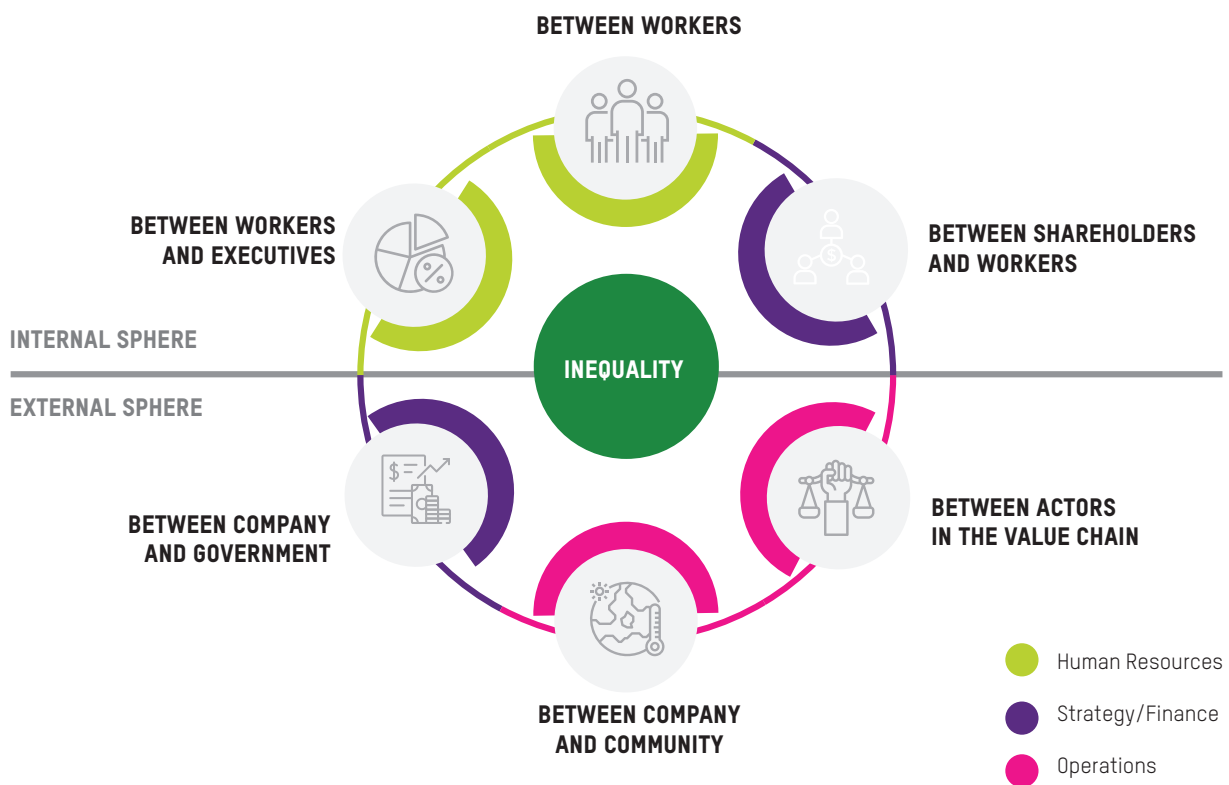 BETWEEN WORKERS
BETWEEN WORKERS
AND EXECUTIVES
BETWEEN SHAREHOLDERS
AND WORKERS
INTERNAL SPHERE
INEQUALITY
EXTERNAL SPHERE
BETWEEN COMPANY
AND GOVERNMENT
BETWEEN ACTORS
IN THE VALUE CHAIN
BETWEEN COMPANY
AND COMMUNITY
Human Resources
Strategy/Finance
Operations